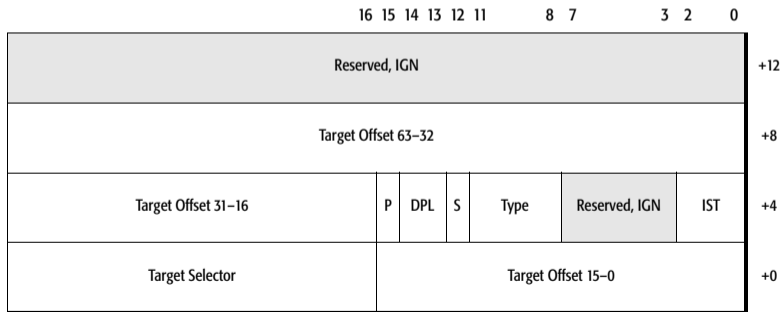 16 15 14 13 12 11 8 7 3 2 0
Reserved, IGN +12
Target Offset 63–32 +8
Target Offset 31–16 P DPL S Type Reserved, IGN IST +4
Target Selector Target Offset 15–0 +0